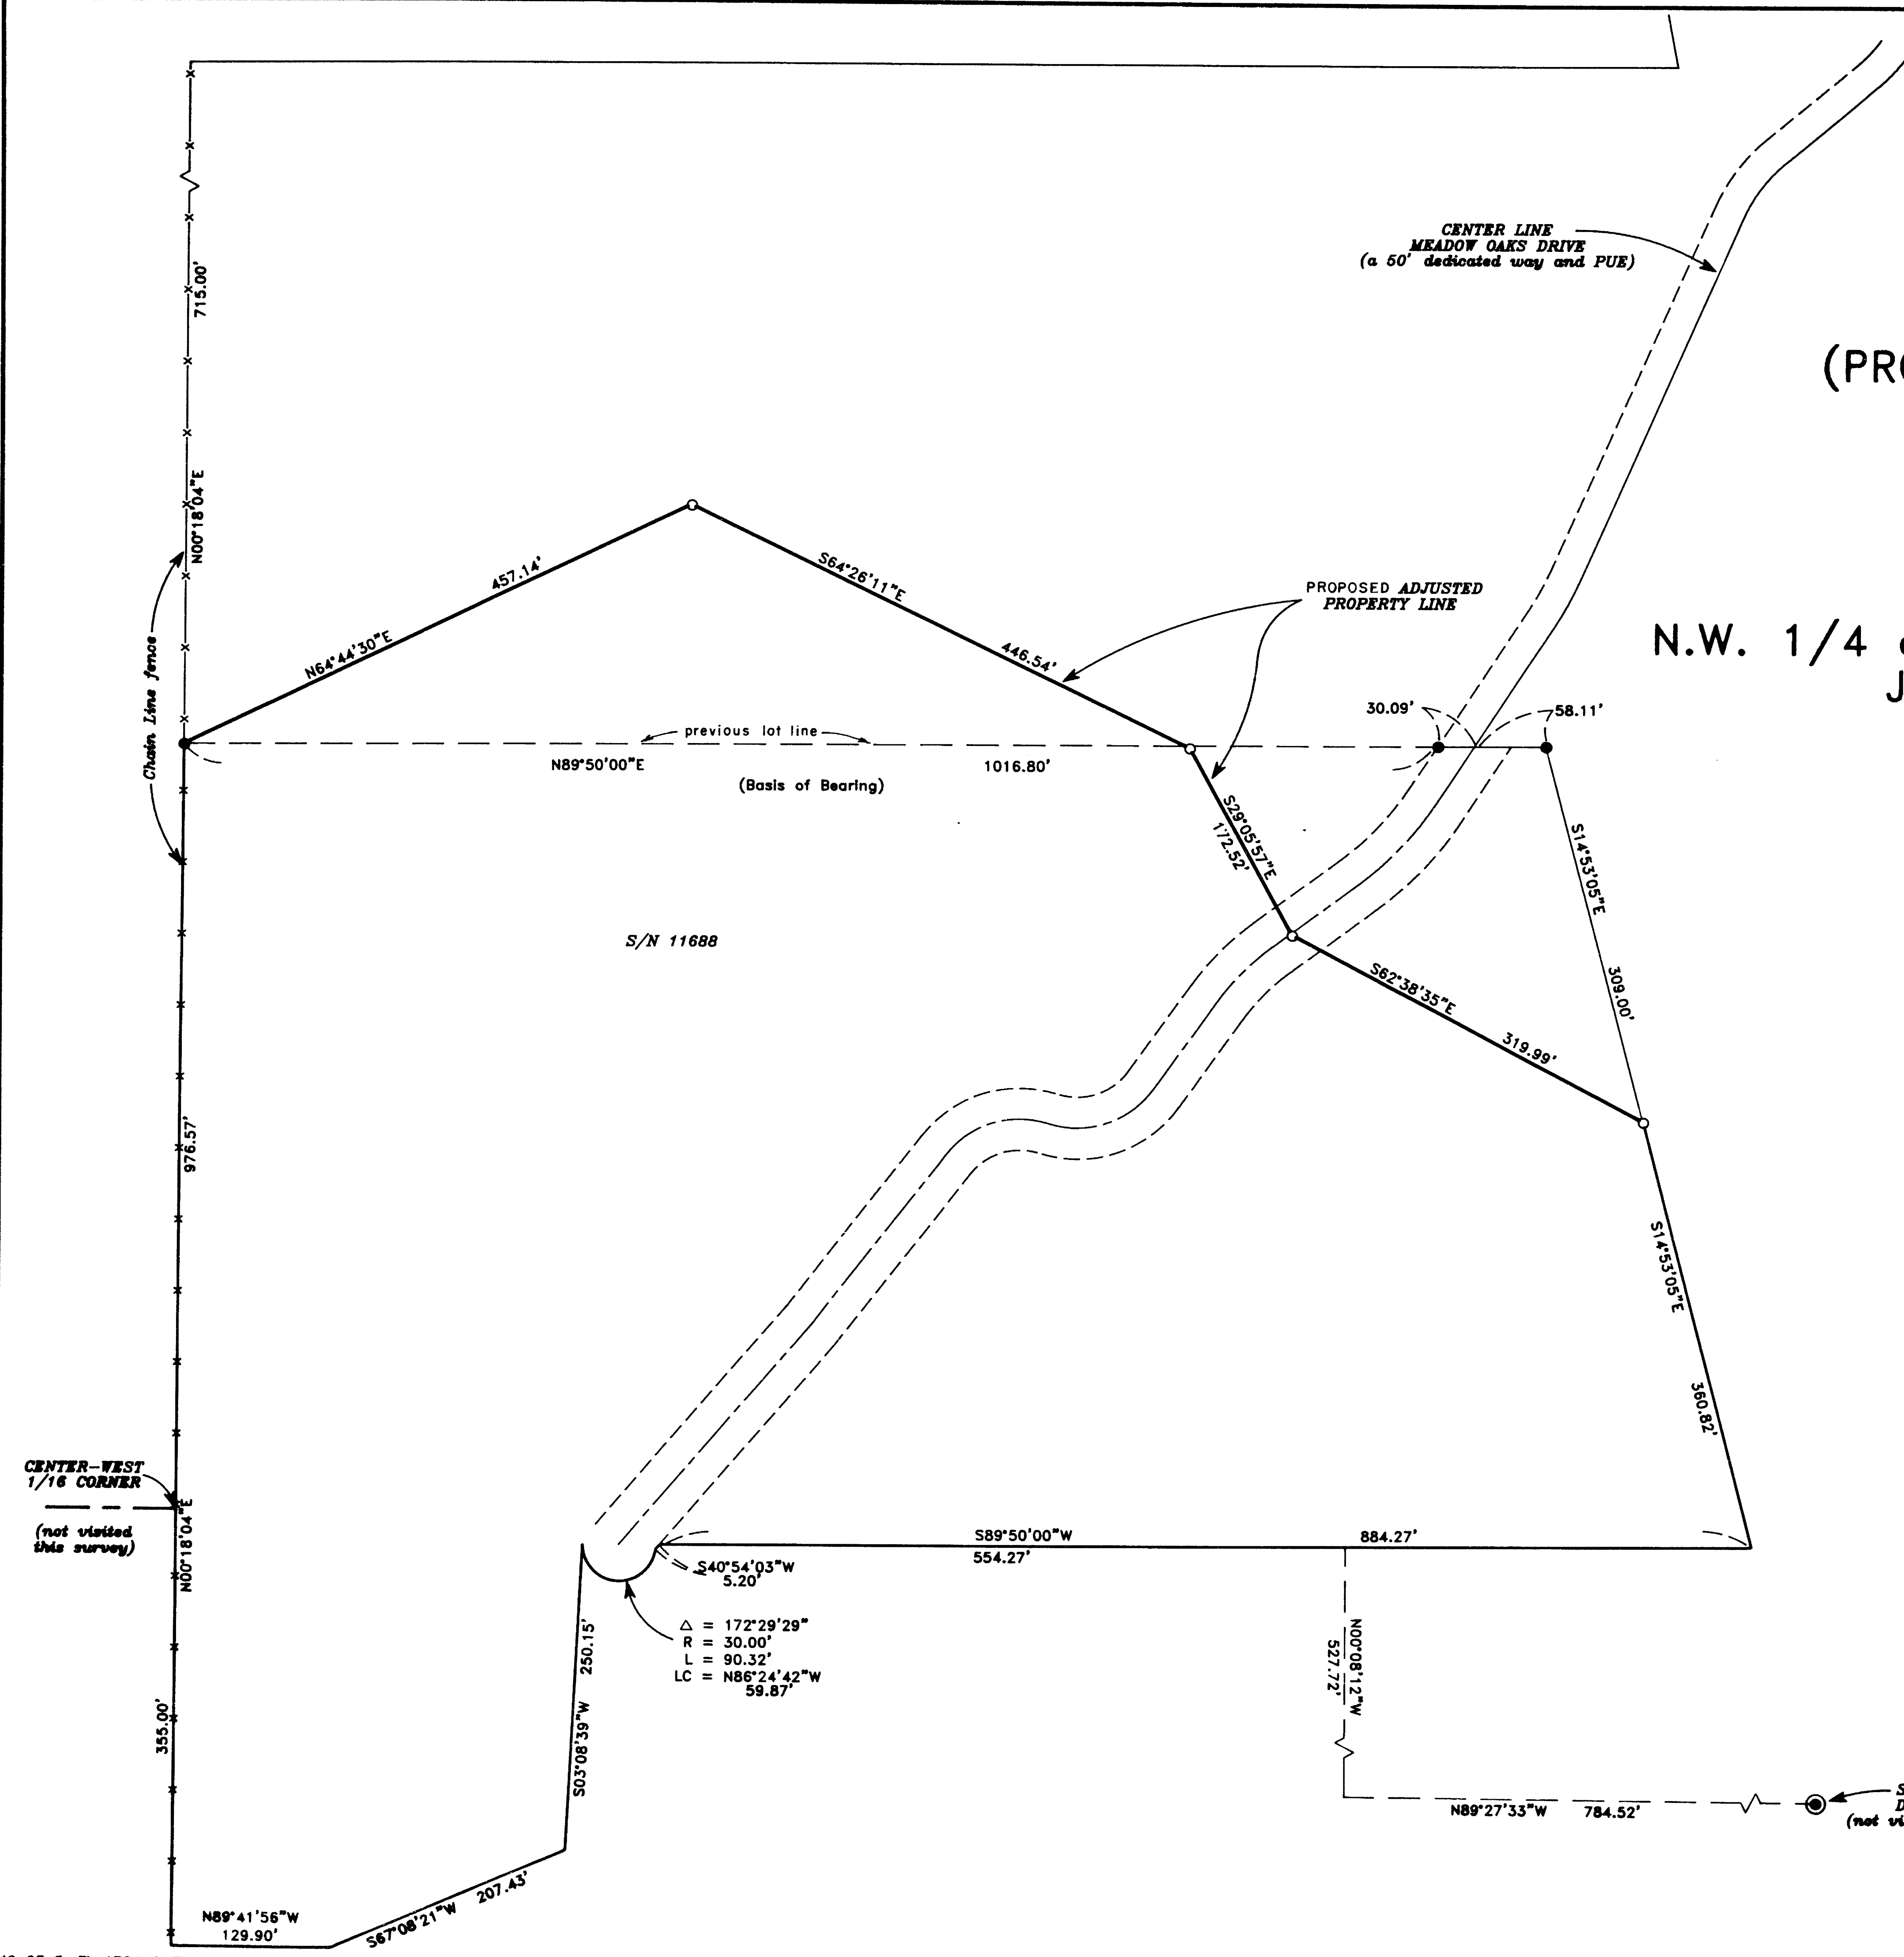 715.00'
CENTER LINE
MEADOW OAKS DRIVE
(a 50' dedicated way and PUE)
(PR
N00°18'04"E
457.14'
S64°26'11"E
PROPOSED ADJUSTED
PROPERTY LINE
N64°44'30"E
446.54'
N.W. 1/4
J
Chain Line fence
30.09'
58.11'
previous lot line
N89°50'00"E
1016.80'
(Basis of Bearing)
S29°05'57"E
172.52'
S14°53'05"E
309.00'
S/N 11688
S62°38'35"E
319.99'
976.57'
S14°53'05"E
360.82'
CENTER-WEST
1/16 CORNER
(not visited
this survey)
N00°18'04"E
S89°50'00"W
884.27'
554.27'
S40°54'03"W
5.20'
△ = 172°29'29"
R = 30.00'
L = 90.32'
LC = N86°24'42"W
59.87'
250.15'
S03°08'39"W
N00°08'12"W
527.72'
355.00'
N89°27'33"W 784.52'
S
D
(not vi
207.43'
S67°08'21"W
N89°41'56"W
129.90'